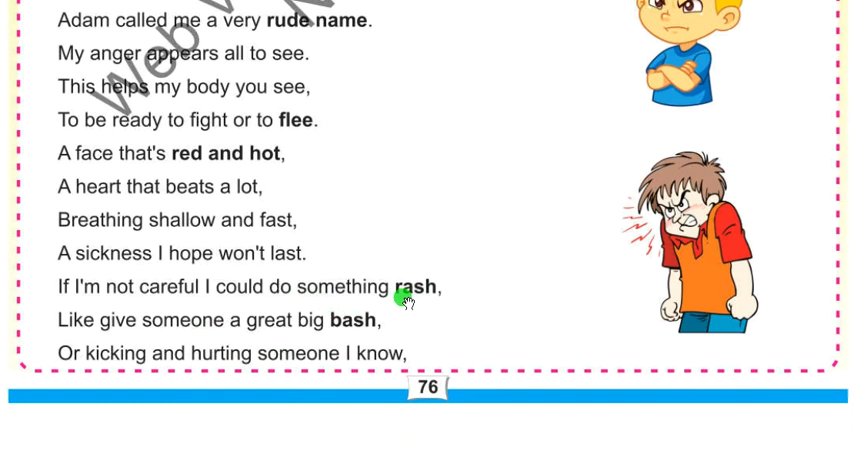 Adam called me a very rude name.
My anger appears all to see.
This helps my body you see,
To be ready to fight or to flee.
A face that's red and hot,
A heart that beats a lot,
Breathing shallow and fast,
A sickness I hope won't last.
If I'm not careful I could do something rash,
Like give someone a great big bash,
Or kicking and hurting someone I know,
76
Web